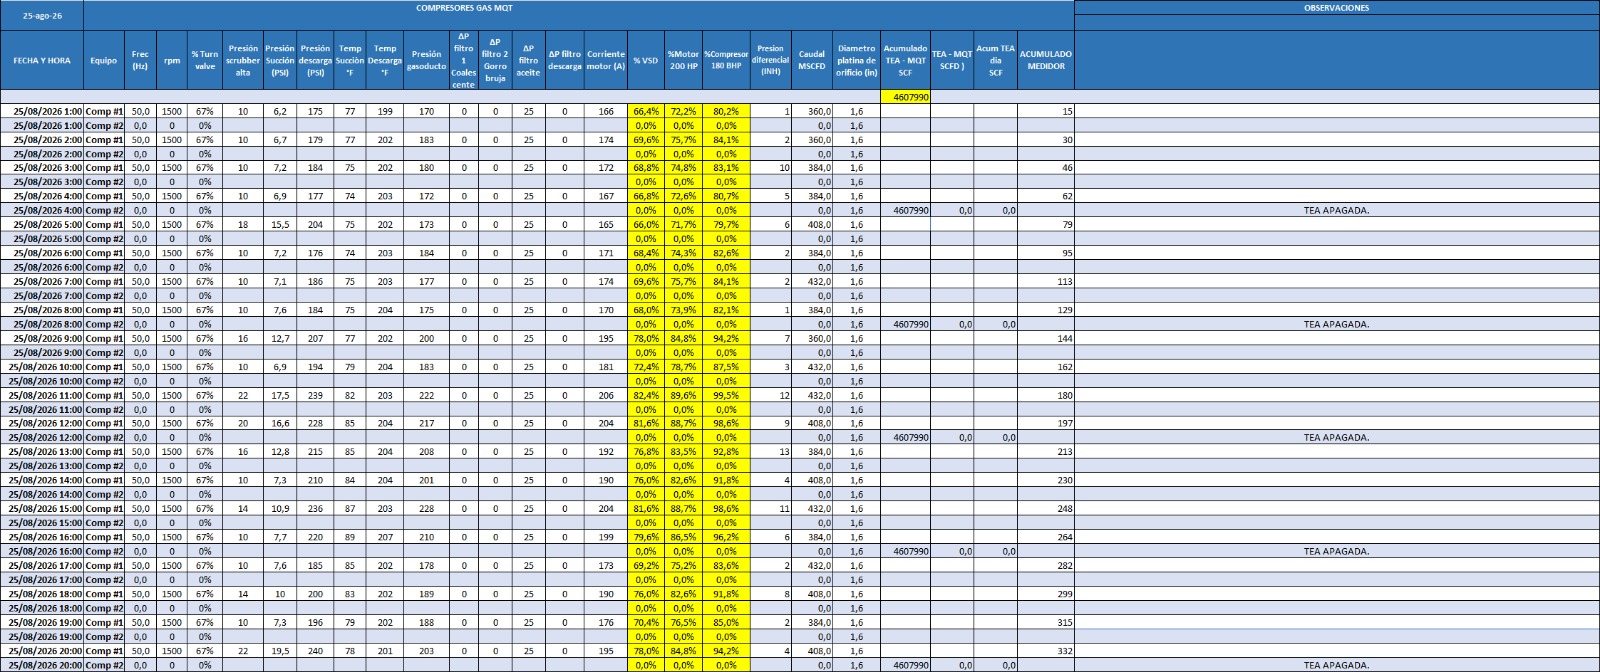 25-ago-26 COMPRESORES GAS MQT OBSERVACIONES
FECHA Y HORA Equipo Frec (Hz) rpm % Turn valve Presión scrubber alta Presión Succión (PSI) Presión descarga (PSI) Temp Succión °F Temp Descarga °F Presión gasoducto ΔP filtro 1 Coalescente ΔP filtro 2 Gorro bruja ΔP filtro aceite ΔP filtro descarga Corriente motor (A) % VSD %Motor 200 HP %Compresor 180 BHP Presion diferencial (INH) Caudal MSCFD Diametro platina de orificio (in) Acumulado TEA - MQT SCF TEA - MQT SCFD ) Acum TEA dia SCF ACUMULADO MEDIDOR
4607990
25/08/2026 1:00 Comp #1 50,0 1500 67% 10 6,2 175 77 199 170 0 0 25 0 166 66,4% 72,2% 80,2% 1 360,0 1,6 15
25/08/2026 1:00 Comp #2 0,0 0 0% 0,0% 0,0% 0,0% 0,0 1,6
25/08/2026 2:00 Comp #1 50,0 1500 67% 10 6,7 179 77 202 183 0 0 25 0 174 69,6% 75,7% 84,1% 2 360,0 1,6 30
25/08/2026 2:00 Comp #2 0,0 0 0% 0,0% 0,0% 0,0% 0,0 1,6
25/08/2026 3:00 Comp #1 50,0 1500 67% 10 7,2 184 75 202 180 0 0 25 0 172 68,8% 74,8% 83,1% 10 384,0 1,6 46
25/08/2026 3:00 Comp #2 0,0 0 0% 0,0% 0,0% 0,0% 0,0 1,6
25/08/2026 4:00 Comp #1 50,0 1500 67% 10 6,9 177 74 203 172 0 0 25 0 167 66,8% 72,6% 80,7% 5 384,0 1,6 62
25/08/2026 4:00 Comp #2 0,0 0 0% 0,0% 0,0% 0,0% 0,0 1,6 4607990 0,0 0,0 TEA APAGADA.
25/08/2026 5:00 Comp #1 50,0 1500 67% 18 15,5 204 75 202 173 0 0 25 0 165 66,0% 71,7% 79,7% 6 408,0 1,6 79
25/08/2026 5:00 Comp #2 0,0 0 0% 0,0% 0,0% 0,0% 0,0 1,6
25/08/2026 6:00 Comp #1 50,0 1500 67% 10 7,2 176 74 203 184 0 0 25 0 171 68,4% 74,3% 82,6% 2 384,0 1,6 95
25/08/2026 6:00 Comp #2 0,0 0 0% 0,0% 0,0% 0,0% 0,0 1,6
25/08/2026 7:00 Comp #1 50,0 1500 67% 10 7,1 186 75 203 177 0 0 25 0 174 69,6% 75,7% 84,1% 2 432,0 1,6 113
25/08/2026 7:00 Comp #2 0,0 0 0% 0,0% 0,0% 0,0% 0,0 1,6
25/08/2026 8:00 Comp #1 50,0 1500 67% 10 7,6 184 75 204 175 0 0 25 0 170 68,0% 73,9% 82,1% 1 384,0 1,6 129
25/08/2026 8:00 Comp #2 0,0 0 0% 0,0% 0,0% 0,0% 0,0 1,6 4607990 0,0 0,0 TEA APAGADA.
25/08/2026 9:00 Comp #1 50,0 1500 67% 16 12,7 207 77 202 200 0 0 25 0 195 78,0% 84,8% 94,2% 7 360,0 1,6 144
25/08/2026 9:00 Comp #2 0,0 0 0% 0,0% 0,0% 0,0% 0,0 1,6
25/08/2026 10:00 Comp #1 50,0 1500 67% 10 6,9 194 79 204 183 0 0 25 0 181 72,4% 78,7% 87,5% 3 432,0 1,6 162
25/08/2026 10:00 Comp #2 0,0 0 0% 0,0% 0,0% 0,0% 0,0 1,6
25/08/2026 11:00 Comp #1 50,0 1500 67% 22 17,5 239 82 203 222 0 0 25 0 206 82,4% 89,6% 99,5% 12 432,0 1,6 180
25/08/2026 11:00 Comp #2 0,0 0 0% 0,0% 0,0% 0,0% 0,0 1,6
25/08/2026 12:00 Comp #1 50,0 1500 67% 20 16,6 228 85 204 217 0 0 25 0 204 81,6% 88,7% 98,6% 9 408,0 1,6 197
25/08/2026 12:00 Comp #2 0,0 0 0% 0,0% 0,0% 0,0% 0,0 1,6 4607990 0,0 0,0 TEA APAGADA.
25/08/2026 13:00 Comp #1 50,0 1500 67% 16 12,8 215 85 204 208 0 0 25 0 192 76,8% 83,5% 92,8% 13 384,0 1,6 213
25/08/2026 13:00 Comp #2 0,0 0 0% 0,0% 0,0% 0,0% 0,0 1,6
25/08/2026 14:00 Comp #1 50,0 1500 67% 10 7,3 210 84 204 201 0 0 25 0 190 76,0% 82,6% 91,8% 4 408,0 1,6 230
25/08/2026 14:00 Comp #2 0,0 0 0% 0,0% 0,0% 0,0% 0,0 1,6
25/08/2026 15:00 Comp #1 50,0 1500 67% 14 10,9 236 87 203 228 0 0 25 0 204 81,6% 88,7% 98,6% 11 432,0 1,6 248
25/08/2026 15:00 Comp #2 0,0 0 0% 0,0% 0,0% 0,0% 0,0 1,6
25/08/2026 16:00 Comp #1 50,0 1500 67% 10 7,7 220 89 207 210 0 0 25 0 199 79,6% 86,5% 96,2% 6 384,0 1,6 264
25/08/2026 16:00 Comp #2 0,0 0 0% 0,0% 0,0% 0,0% 0,0 1,6 4607990 0,0 0,0 TEA APAGADA.
25/08/2026 17:00 Comp #1 50,0 1500 67% 10 7,6 185 85 202 178 0 0 25 0 173 69,2% 75,2% 83,6% 2 432,0 1,6 282
25/08/2026 17:00 Comp #2 0,0 0 0% 0,0% 0,0% 0,0% 0,0 1,6
25/08/2026 18:00 Comp #1 50,0 1500 67% 14 10 200 83 202 189 0 0 25 0 190 76,0% 82,6% 91,8% 8 408,0 1,6 299
25/08/2026 18:00 Comp #2 0,0 0 0% 0,0% 0,0% 0,0% 0,0 1,6
25/08/2026 19:00 Comp #1 50,0 1500 67% 10 7,3 196 79 202 188 0 0 25 0 176 70,4% 76,5% 85,0% 2 384,0 1,6 315
25/08/2026 19:00 Comp #2 0,0 0 0% 0,0% 0,0% 0,0% 0,0 1,6
25/08/2026 20:00 Comp #1 50,0 1500 67% 22 19,5 240 78 201 203 0 0 25 0 195 78,0% 84,8% 94,2% 4 408,0 1,6 332
25/08/2026 20:00 Comp #2 0,0 0 0% 0,0% 0,0% 0,0% 0,0 1,6 4607990 0,0 0,0 TEA APAGADA.